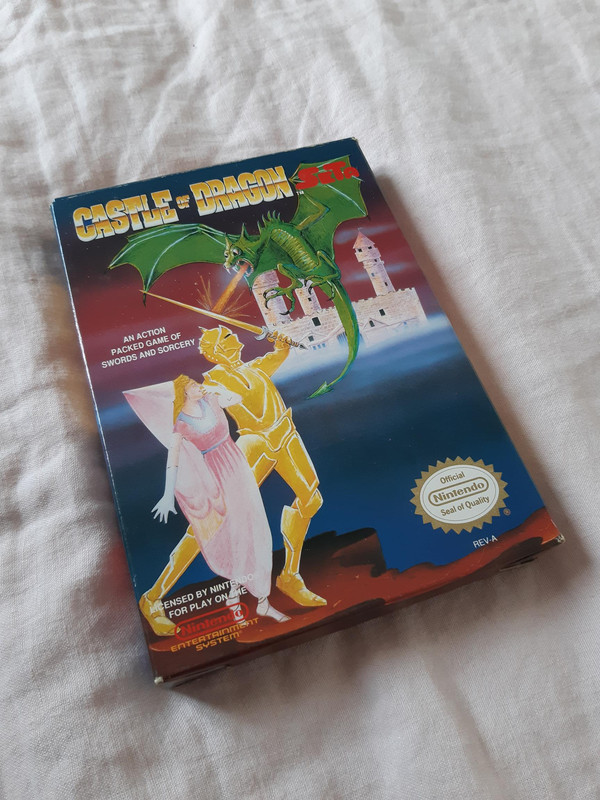 CASTLE OF DRAGON™
SETA
AN ACTION
PACKED GAME OF
SWORDS AND SORCERY
Official
Nintendo
Seal of Quality
®
REV-A
LICENSED BY NINTENDO
FOR PLAY ON THE
Nintendo
ENTERTAINMENT
SYSTEM®